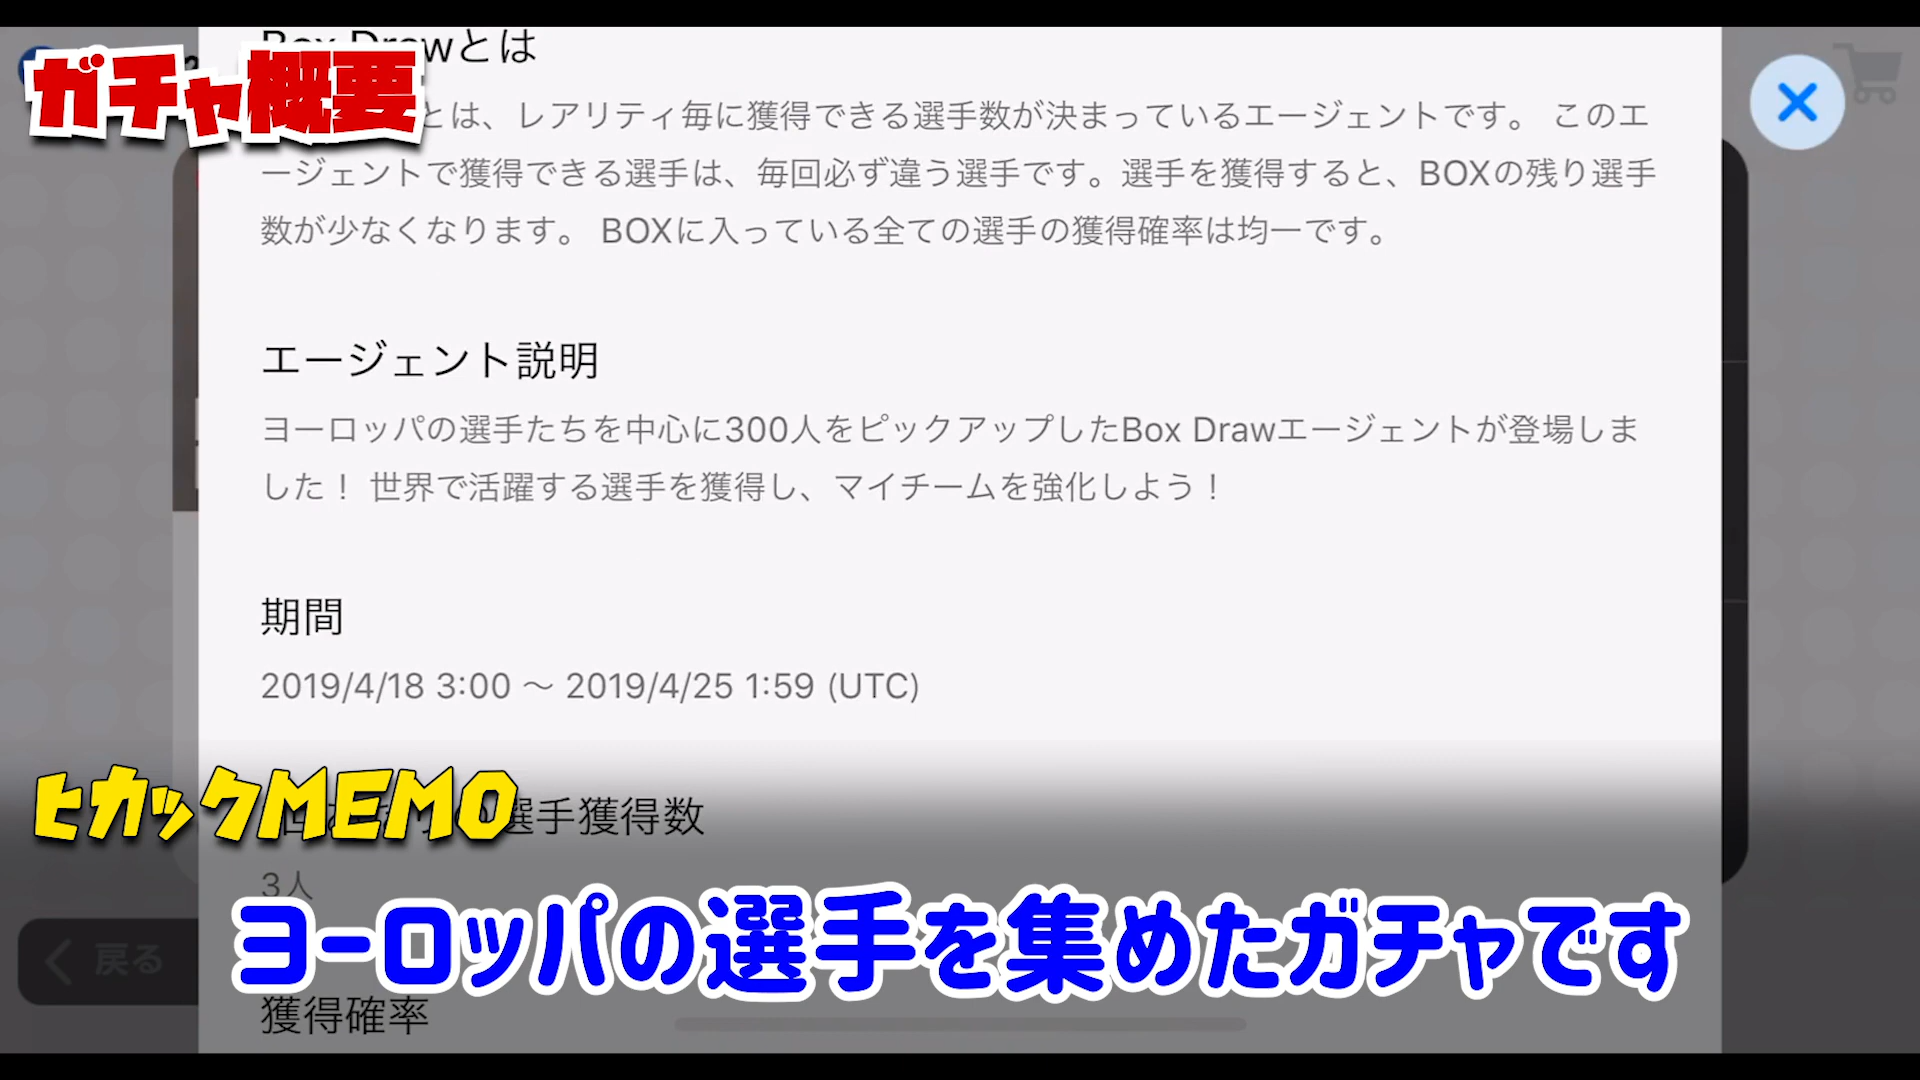 Box Drawとは
ガチャ概要
とは、レアリティ毎に獲得できる選手数が決まっているエージェントです。 このエ
ージェントで獲得できる選手は、毎回必ず違う選手です。選手を獲得すると、BOXの残り選手
数が少なくなります。 BOXに入っている全ての選手の獲得確率は均一です。
エージェント説明
ヨーロッパの選手たちを中心に300人をピックアップしたBox Drawエージェントが登場しま
した！ 世界で活躍する選手を獲得し、マイチームを強化しよう！
期間
2019/4/18 3:00 ～ 2019/4/25 1:59 (UTC)
ヒカックMEMO
選手獲得数
3人
ヨーロッパの選手を集めたガチャです
戻る
獲得確率